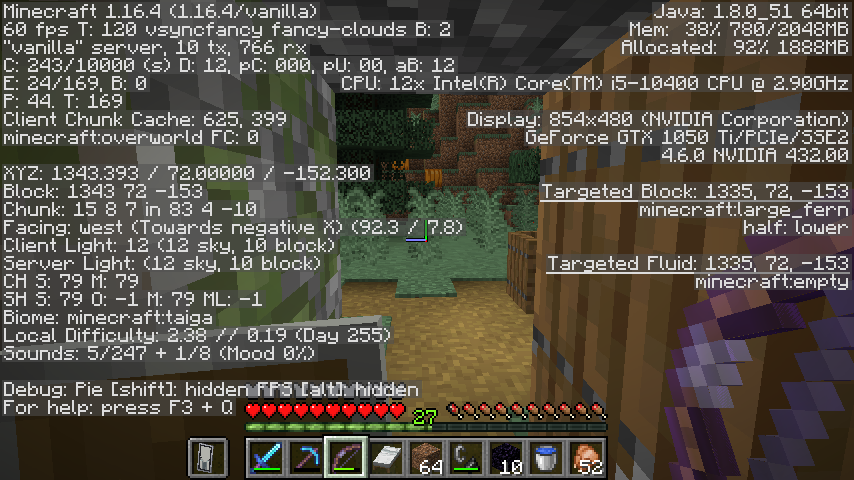 Minecraft 1.16.4 (1.16.4/vanilla)
60 fps T: 120 vsyncfancy fancy-clouds B: 2
"vanilla" server, 10 tx, 766 rx
C: 243/10000 (s) D: 12, pC: 000, pU: 00, aB: 12
E: 24/169, B: 0
P: 44. T: 169
Client Chunk Cache: 625, 399
minecraft:overworld FC: 0
XYZ: 1343.393 / 72.00000 / -152.300
Block: 1343 72 -153
Chunk: 15 8 7 in 83 4 -10
Facing: west (Towards negative X) (92.3 / 7.8)
Client Light: 12 (12 sky, 10 block)
Server Light: (12 sky, 10 block)
CH S: 79 M: 79
SH S: 79 O: -1 M: 79 ML: -1
Biome: minecraft:taiga
Local Difficulty: 2.38 // 0.19 (Day 255)
Sounds: 5/247 + 1/8 (Mood 0%)
Debug: Pie [shift]: hidden FPS [alt]: hidden
For help: press F3 + Q
Java: 1.8.0_51 64bit
Mem: 38% 780/2048MB
Allocated: 92% 1888MB
CPU: 12x Intel(R) Core(TM) i5-10400 CPU @ 2.90GHz
Display: 854x480 (NVIDIA Corporation)
GeForce GTX 1050 Ti/PCIe/SSE2
4.6.0 NVIDIA 432.00
Targeted Block: 1335, 72, -153
minecraft:large_fern
half: lower
Targeted Fluid: 1335, 72, -153
minecraft:empty
27
64
10
52